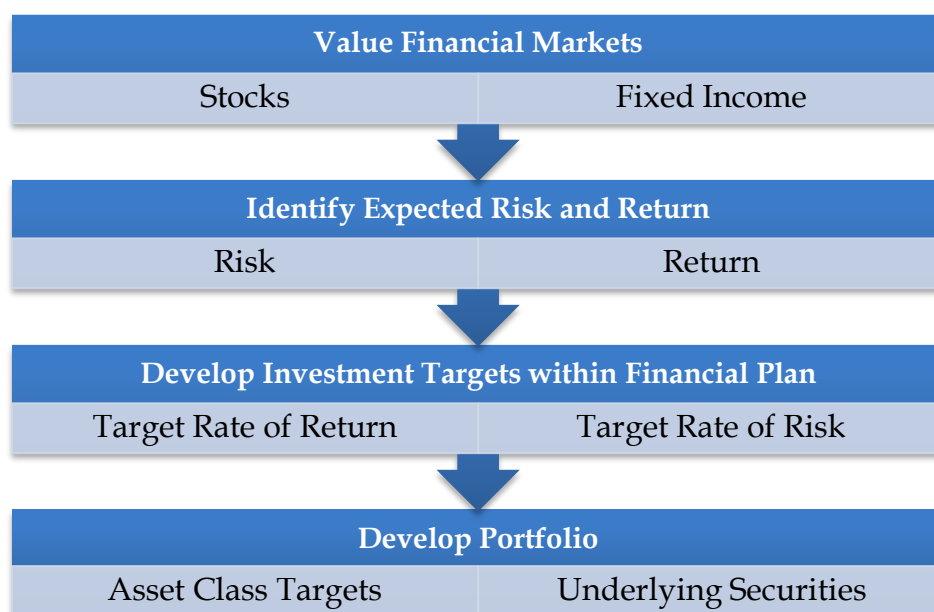 Value Financial Markets
Stocks Fixed Income
Identify Expected Risk and Return
Risk Return
Develop Investment Targets within Financial Plan
Target Rate of Return Target Rate of Risk
Develop Portfolio
Asset Class Targets Underlying Securities